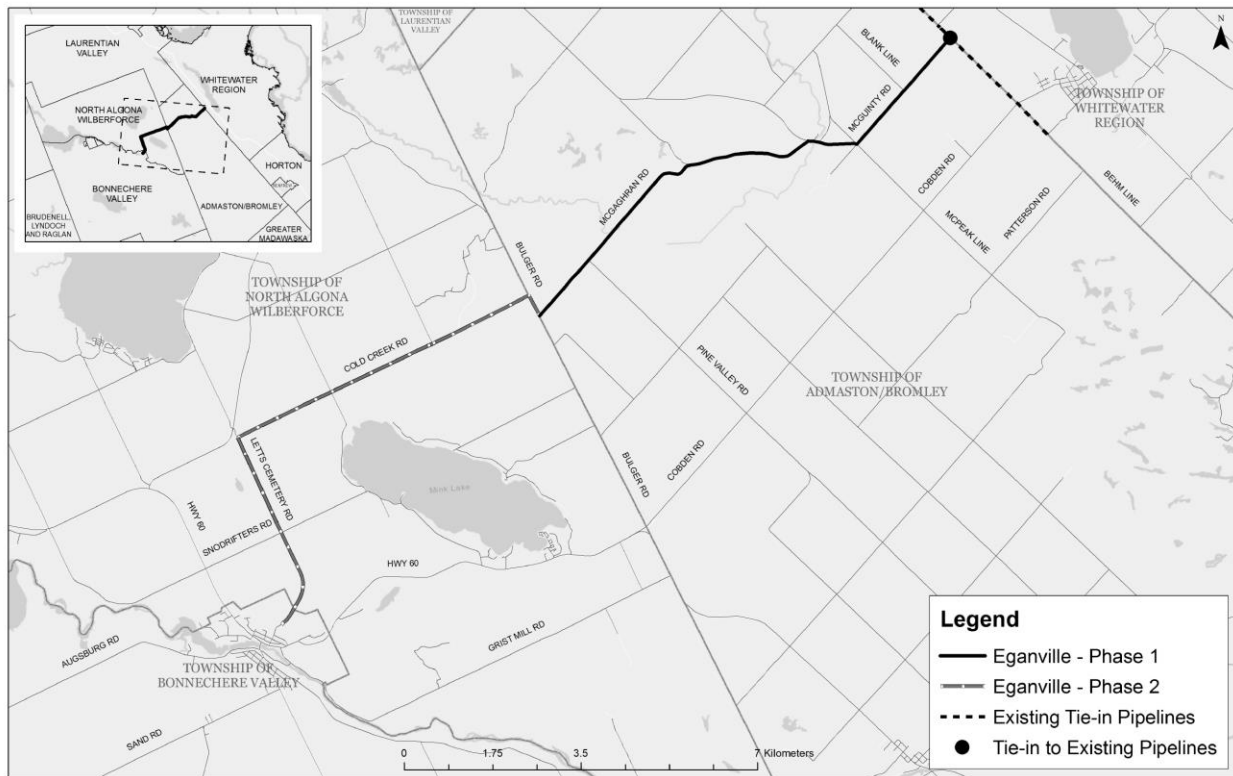 TOWNSHIP OF
LAURENTIAN
VALLEY
N
LAURENTIAN
VALLEY
WHITEWATER
REGION
NORTH ALGONA
WILBERFORCE
HORTON
BONNECHERE
VALLEY
ADMASTON/BROMLEY
BRUDENELL,
LYNDOCH
AND RAGLAN
GREATER
MADAWASKA
BLANK LINE
MCGUINTY RD
TOWNSHIP OF
WHITEWATER
REGION
MCGAGHRAN RD
COBDEN RD
PATTERSON RD
BEHM LINE
MCPEAK LINE
BULGER RD
TOWNSHIP OF
NORTH ALGONA
WILBERFORCE
COLD CREEK RD
PINE VALLEY RD
TOWNSHIP OF
ADMASTON/BROMLEY
LETTS CEMETERY RD
BULGER RD
COBDEN RD
Mink Lake
HWY 60
SNODRIFTERS RD
HWY 60
AUGSBURG RD
GRIST MILL RD
TOWNSHIP OF
BONNECHERE VALLEY
SAND RD
0 1.75 3.5 7 Kilometers
Legend
Eganville - Phase 1
Eganville - Phase 2
Existing Tie-in Pipelines
Tie-in to Existing Pipelines